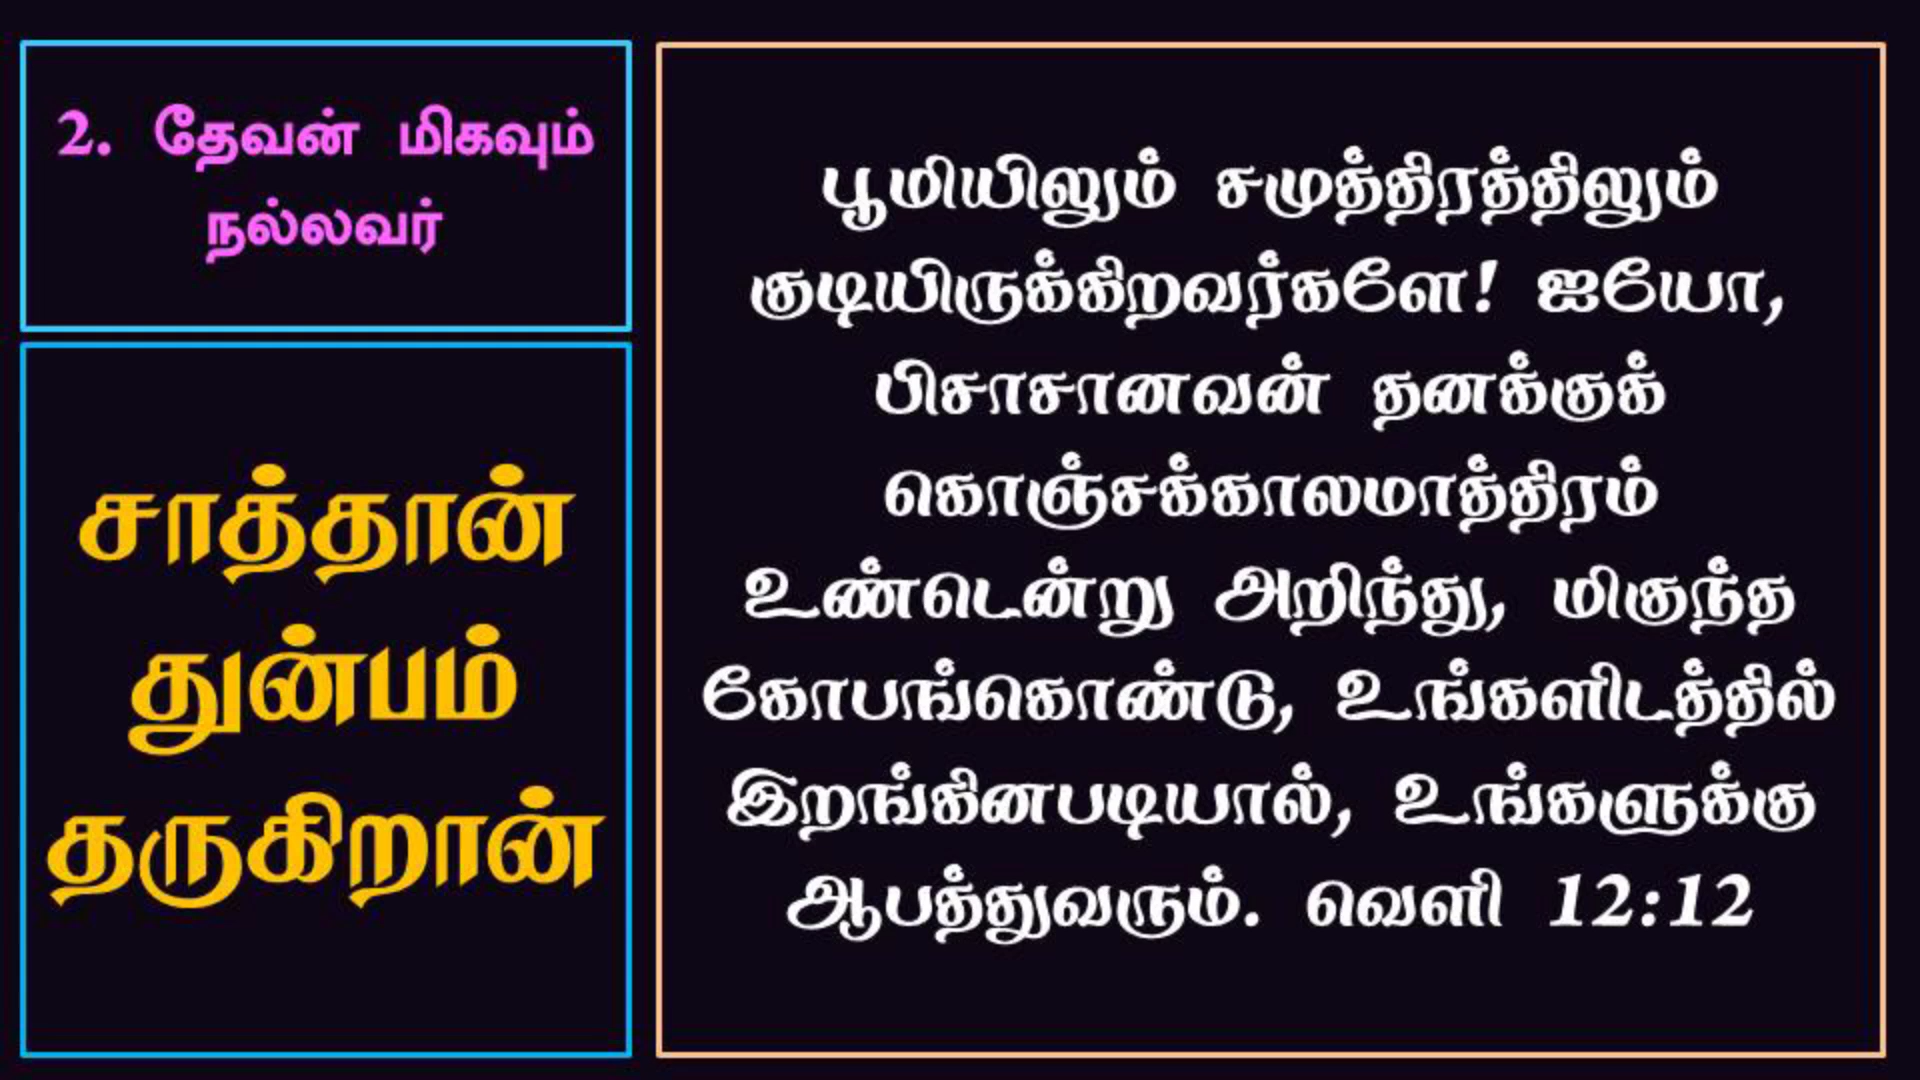 2. தேவன் மிகவும்
நல்லவர்
சாத்தான்
துன்பம்
தருகிறான்
பூமியிலும் சமுத்திரத்திலும்
குடியிருக்கிறவர்களே! ஐயோ,
பிசாசானவன் தனக்குக்
கொஞ்சக்காலமாத்திரம்
உண்டென்று அறிந்து, மிகுந்த
கோபங்கொண்டு, உங்களிடத்தில்
இறங்கினபடியால், உங்களுக்கு
ஆபத்துவரும். வெளி 12:12